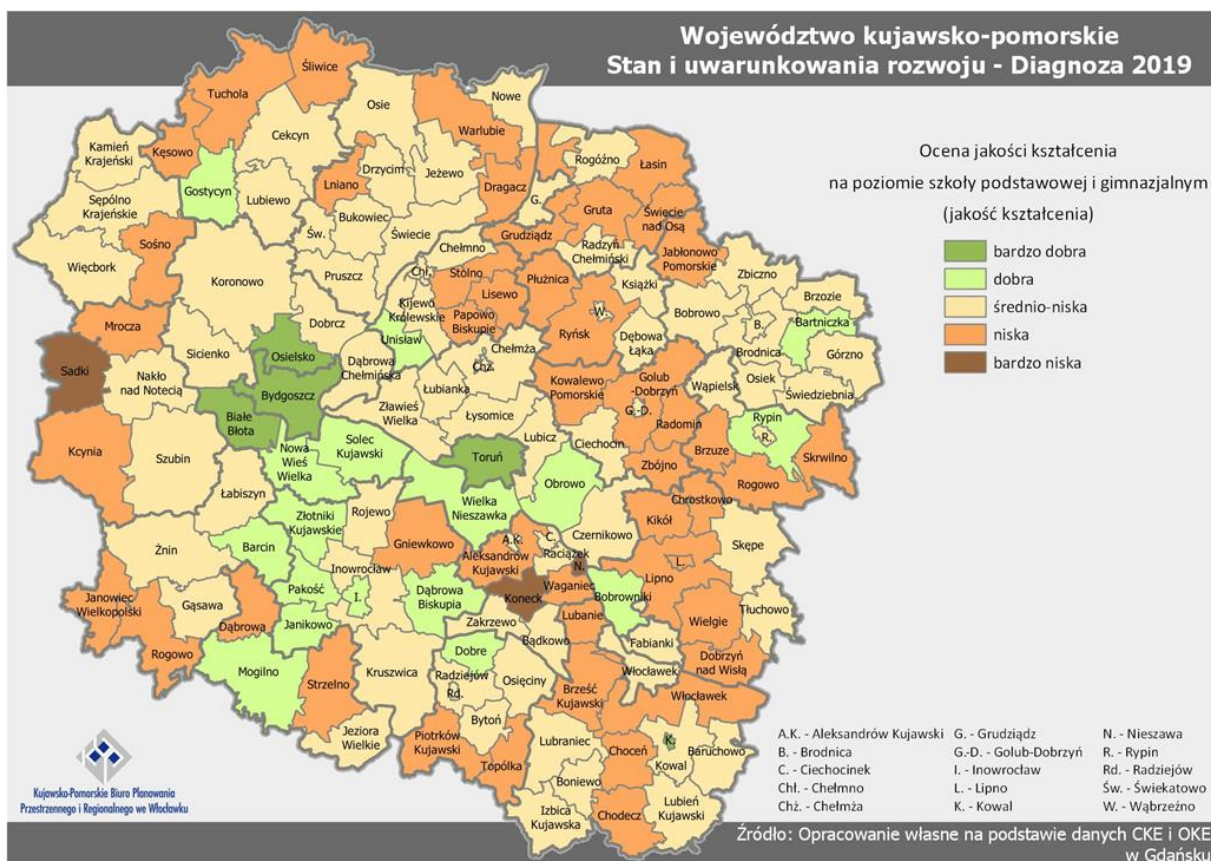 Województwo kujawsko-pomorskie
Stan i uwarunkowania rozwoju - Diagnoza 2019
Ocena jakości kształcenia
na poziomie szkoły podstawowej i gimnazjalnym
(jakość kształcenia)
bardzo dobra
dobra
średnio-niska
niska
bardzo niska
Śliwice
Tuchola
Nowe
Osie
Cekcyn
Warlubie
Kamień
Krajeński
Kęsowo
Rogóźno
Łasin
Gostycyn
Lubiewo
Lniano
Drzycim
Jeżewo
Dragacz
G.
Sępólno
Krajeńskie
Gruta
Świecie
nad Osą
Bukowiec
Św.
Świecie
Grudziądz
Sośno
Więcbork
Chełmno
Radzyń
Chełmiński
Jabłonowo
Pomorskie
Koronowo
Pruszcz
Chł.
Stolno
Płużnica
Książki
Zbiczno
Kijewo
Królewskie
Lisewo
Papowo
Biskupie
W.
Bobrowo
Brzozie
Bartniczka
Mrocza
Dobrcz
Unisław
Ryńsk
Dębowa
Łąka
B.
Brodnica
Górzno
Sicienko
Osielsko
Dąbrowa
Chełmińska
Chełmża
Chż.
Sadki
Nakło
nad Notecią
Łubianka
Kowalewo
Pomorskie
Golub
-Dobrzyń
Wąpielsk
Osiek
Świedziebnia
Bydgoszcz
Zławieś
Wielka
Łysomice
G.-D.
Radomin
Rypin
R.
Białe
Błota
Lubicz
Ciechocin
Solec
Kujawski
Toruń
Brzuze
Skrwilno
Kcynia
Szubin
Nowa
Wieś
Wielka
Zbójno
Rogowo
Obrowo
Łabiszyn
Wielka
Nieszawka
Chrostkowo
Złotniki
Kujawskie
Rojewo
Kikół
Czernikowo
Skępe
Gniewkowo
A.K.
C.
Raciążek
Żnin
Barcin
Aleksandrów
Kujawski
N.
L.
Lipno
Inowrocław
Waganiec
Pakość
I.
Dąbrowa
Biskupia
Koneck
Bobrowniki
Janowiec
Wielkopolski
Gąsawa
Tłuchowo
Dąbrowa
Janikowo
Zakrzewo
Lubanie
Wielgie
Rogowo
Bądkowo
Fabianki
Mogilno
Dobre
Dobrzyń
nad Wisłą
Kruszwica
Włocławek
Strzelno
Radziejów
Rd.
Osięciny
Brześć
Kujawski
Włocławek
Bytoń
Jeziora
Wielkie
Piotrków
Kujawski
Lubraniec
Choceń
K.
Kowal
Baruchowo
Topólka
Boniewo
Izbica
Kujawska
Chodecz
Lubień
Kujawski
A.K. - Aleksandrów Kujawski
B. - Brodnica
C. - Ciechocinek
Chł. - Chełmno
Chż. - Chełmża
G. - Grudziądz
G.-D. - Golub-Dobrzyń
I. - Inowrocław
L. - Lipno
K. - Kowal
N. - Nieszawa
R. - Rypin
Rd. - Radziejów
Św. - Świekatowo
W. - Wąbrzeźno
Kujawsko-Pomorskie Biuro Planowania
Przestrzennego i Regionalnego we Włocławku
Źródło: Opracowanie własne na podstawie danych CKE i OKE
w Gdańsku